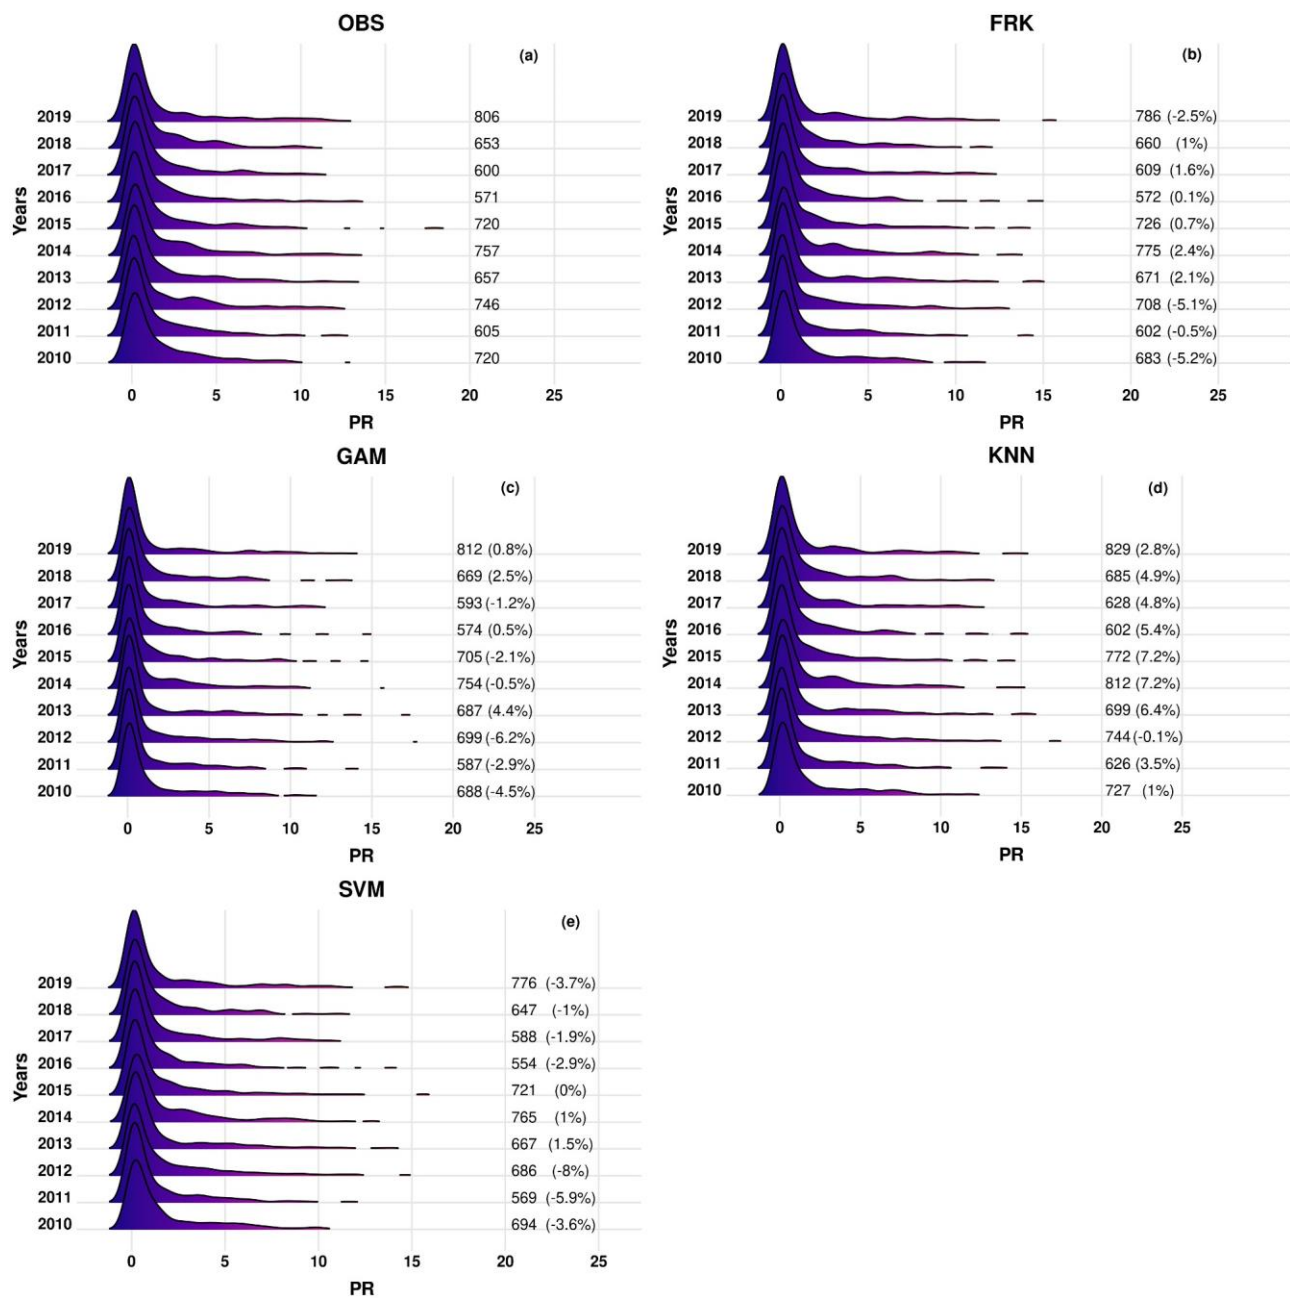 OBS
(a)
2019 806
2018 653
2017 600
2016 571
2015 720
2014 757
2013 657
2012 746
2011 605
2010 720
Years
0 5 10 15 20 25
PR
FRK
(b)
2019 786 (-2.5%)
2018 660 (1%)
2017 609 (1.6%)
2016 572 (0.1%)
2015 726 (0.7%)
2014 775 (2.4%)
2013 671 (2.1%)
2012 708 (-5.1%)
2011 602 (-0.5%)
2010 683 (-5.2%)
Years
0 5 10 15 20 25
PR
GAM
(c)
2019 812 (0.8%)
2018 669 (2.5%)
2017 593 (-1.2%)
2016 574 (0.5%)
2015 705 (-2.1%)
2014 754 (-0.5%)
2013 687 (4.4%)
2012 699 (-6.2%)
2011 587 (-2.9%)
2010 688 (-4.5%)
Years
0 5 10 15 20 25
PR
KNN
(d)
2019 829 (2.8%)
2018 685 (4.9%)
2017 628 (4.8%)
2016 602 (5.4%)
2015 772 (7.2%)
2014 812 (7.2%)
2013 699 (6.4%)
2012 744 (-0.1%)
2011 626 (3.5%)
2010 727 (1%)
Years
0 5 10 15 20 25
PR
SVM
(e)
2019 776 (-3.7%)
2018 647 (-1%)
2017 588 (-1.9%)
2016 554 (-2.9%)
2015 721 (0%)
2014 765 (1%)
2013 667 (1.5%)
2012 686 (-8%)
2011 569 (-5.9%)
2010 694 (-3.6%)
Years
0 5 10 15 20 25
PR